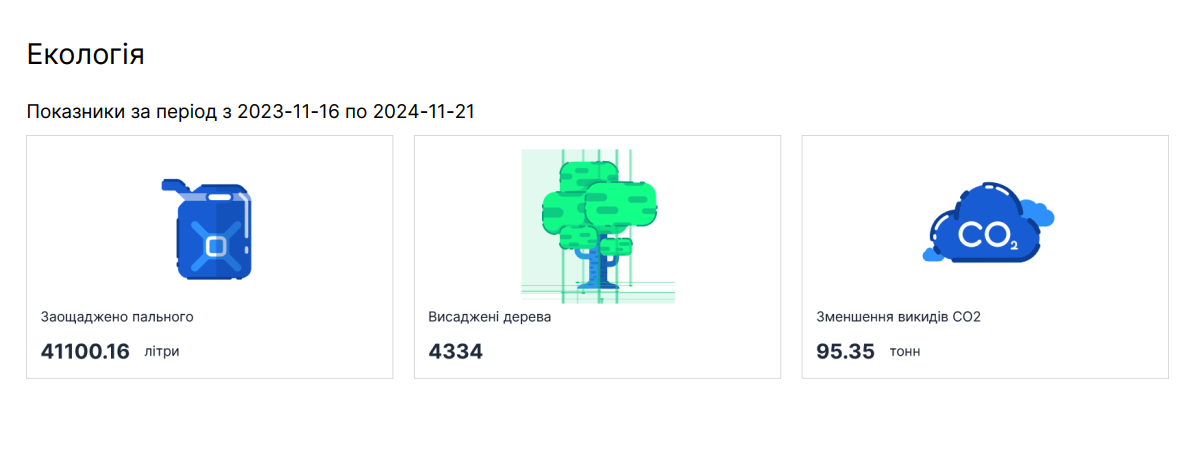 Екологія
Показники за період з 2023-11-16 по 2024-11-21
CO₂
Заощаджено пального
41100.16 літри
Висаджені дерева
4334
Зменшення викидів CO2
95.35 тонн